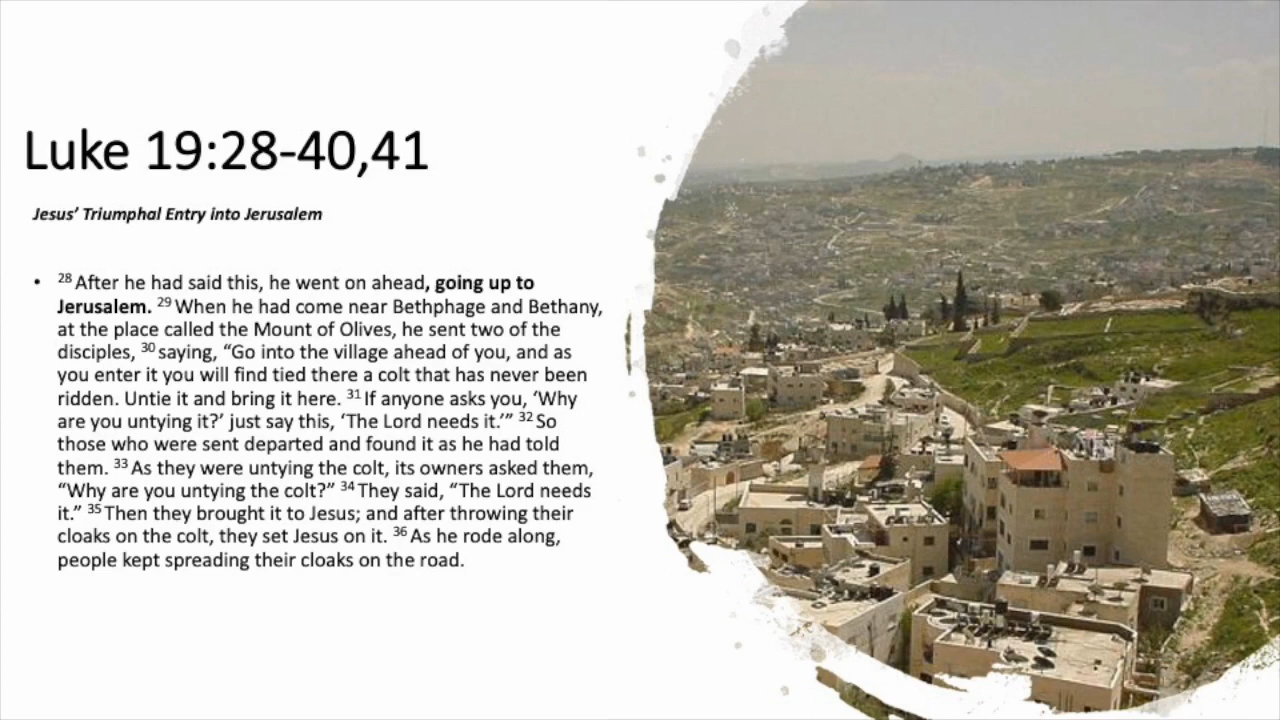 Luke 19:28-40,41
Jesus’ Triumphal Entry into Jerusalem
• 28 After he had said this, he went on ahead, going up to
Jerusalem. 29 When he had come near Bethphage and Bethany,
at the place called the Mount of Olives, he sent two of the
disciples, 30 saying, “Go into the village ahead of you, and as
you enter it you will find tied there a colt that has never been
ridden. Untie it and bring it here. 31 If anyone asks you, ‘Why
are you untying it?’ just say this, ‘The Lord needs it.’” 32 So
those who were sent departed and found it as he had told
them. 33 As they were untying the colt, its owners asked them,
“Why are you untying the colt?” 34 They said, “The Lord needs
it.” 35 Then they brought it to Jesus; and after throwing their
cloaks on the colt, they set Jesus on it. 36 As he rode along,
people kept spreading their cloaks on the road.